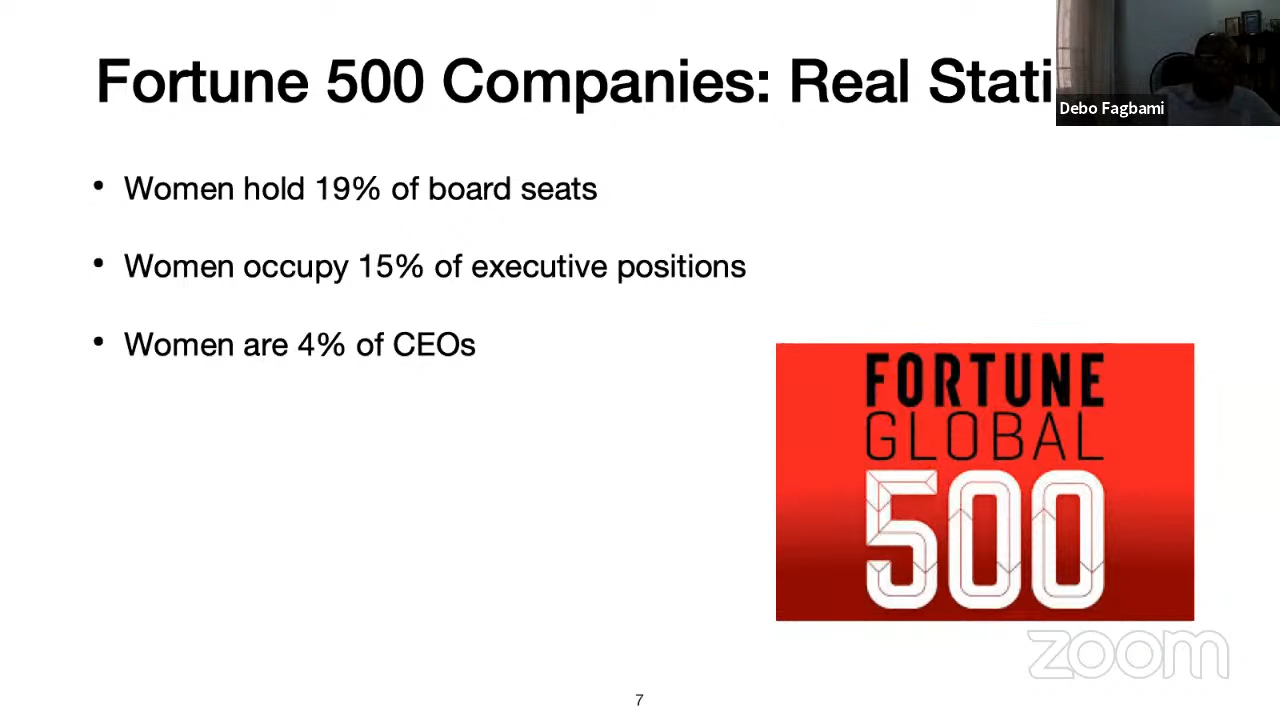 Fortune 500 Companies: Real Stati
Debo Fagbami
• Women hold 19% of board seats
• Women occupy 15% of executive positions
• Women are 4% of CEOs
FORTUNE
GLOBAL
500
zoom
7